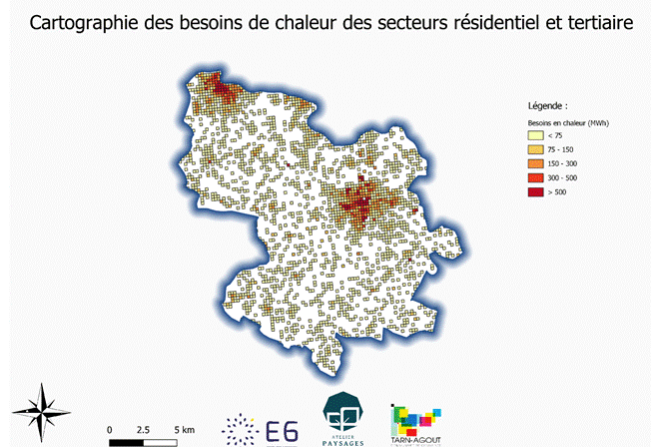 Cartographie des besoins de chaleur des secteurs résidentiel et tertiaire
Légende :
Besoins en chaleur (MWh)
< 75
75 - 150
150 - 300
300 - 500
> 500
0 2.5 5 km
E6
ATELIER
PAYSAGES
TARN-AGOUT